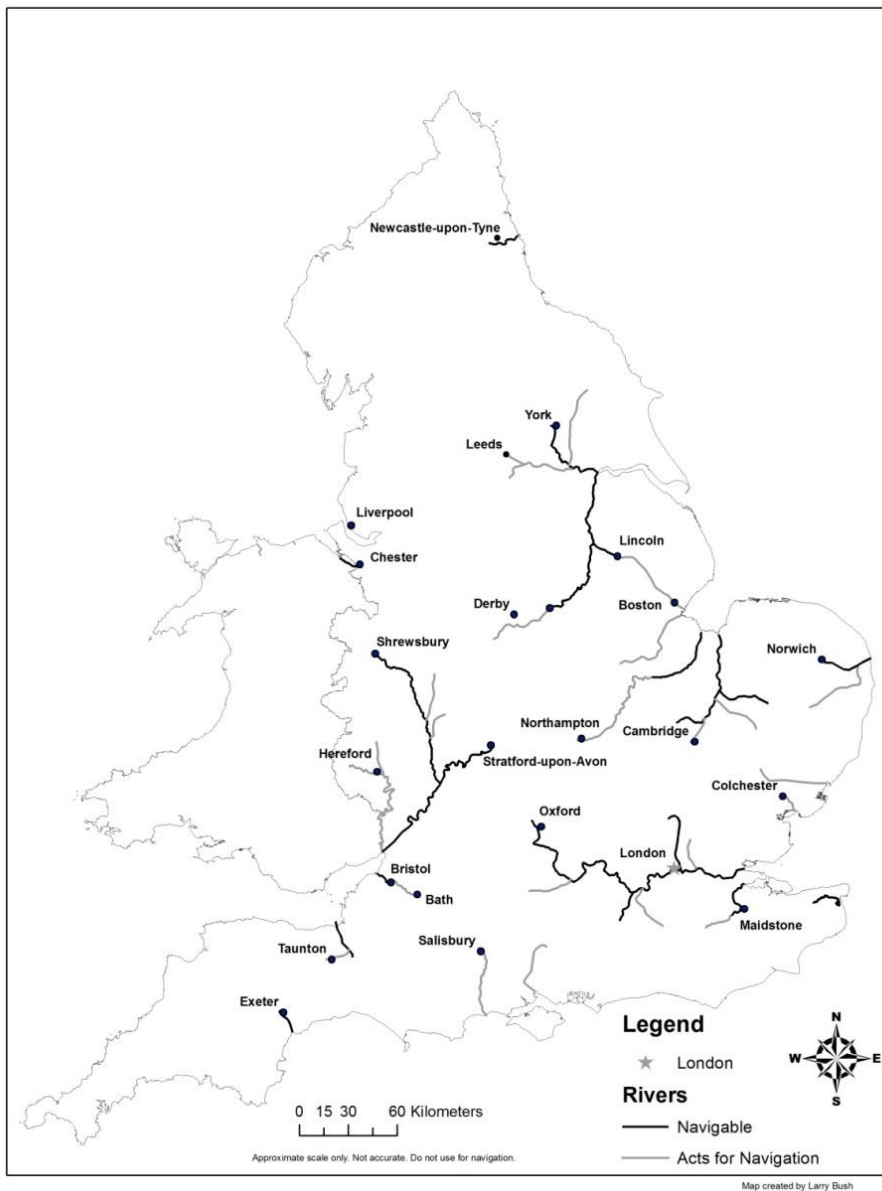 Newcastle-upon-Tyne
York
Leeds
Liverpool
Chester
Lincoln
Derby
Boston
Shrewsbury
Norwich
Northampton
Cambridge
Hereford
Stratford-upon-Avon
Colchester
Oxford
London
Bristol
Bath
Maidstone
Taunton
Salisbury
Exeter
Legend
London
Rivers
Navigable
Acts for Navigation
N
W E
S
0 15 30 60 Kilometers
Approximate scale only. Not accurate. Do not use for navigation.
Map created by Larry Bush